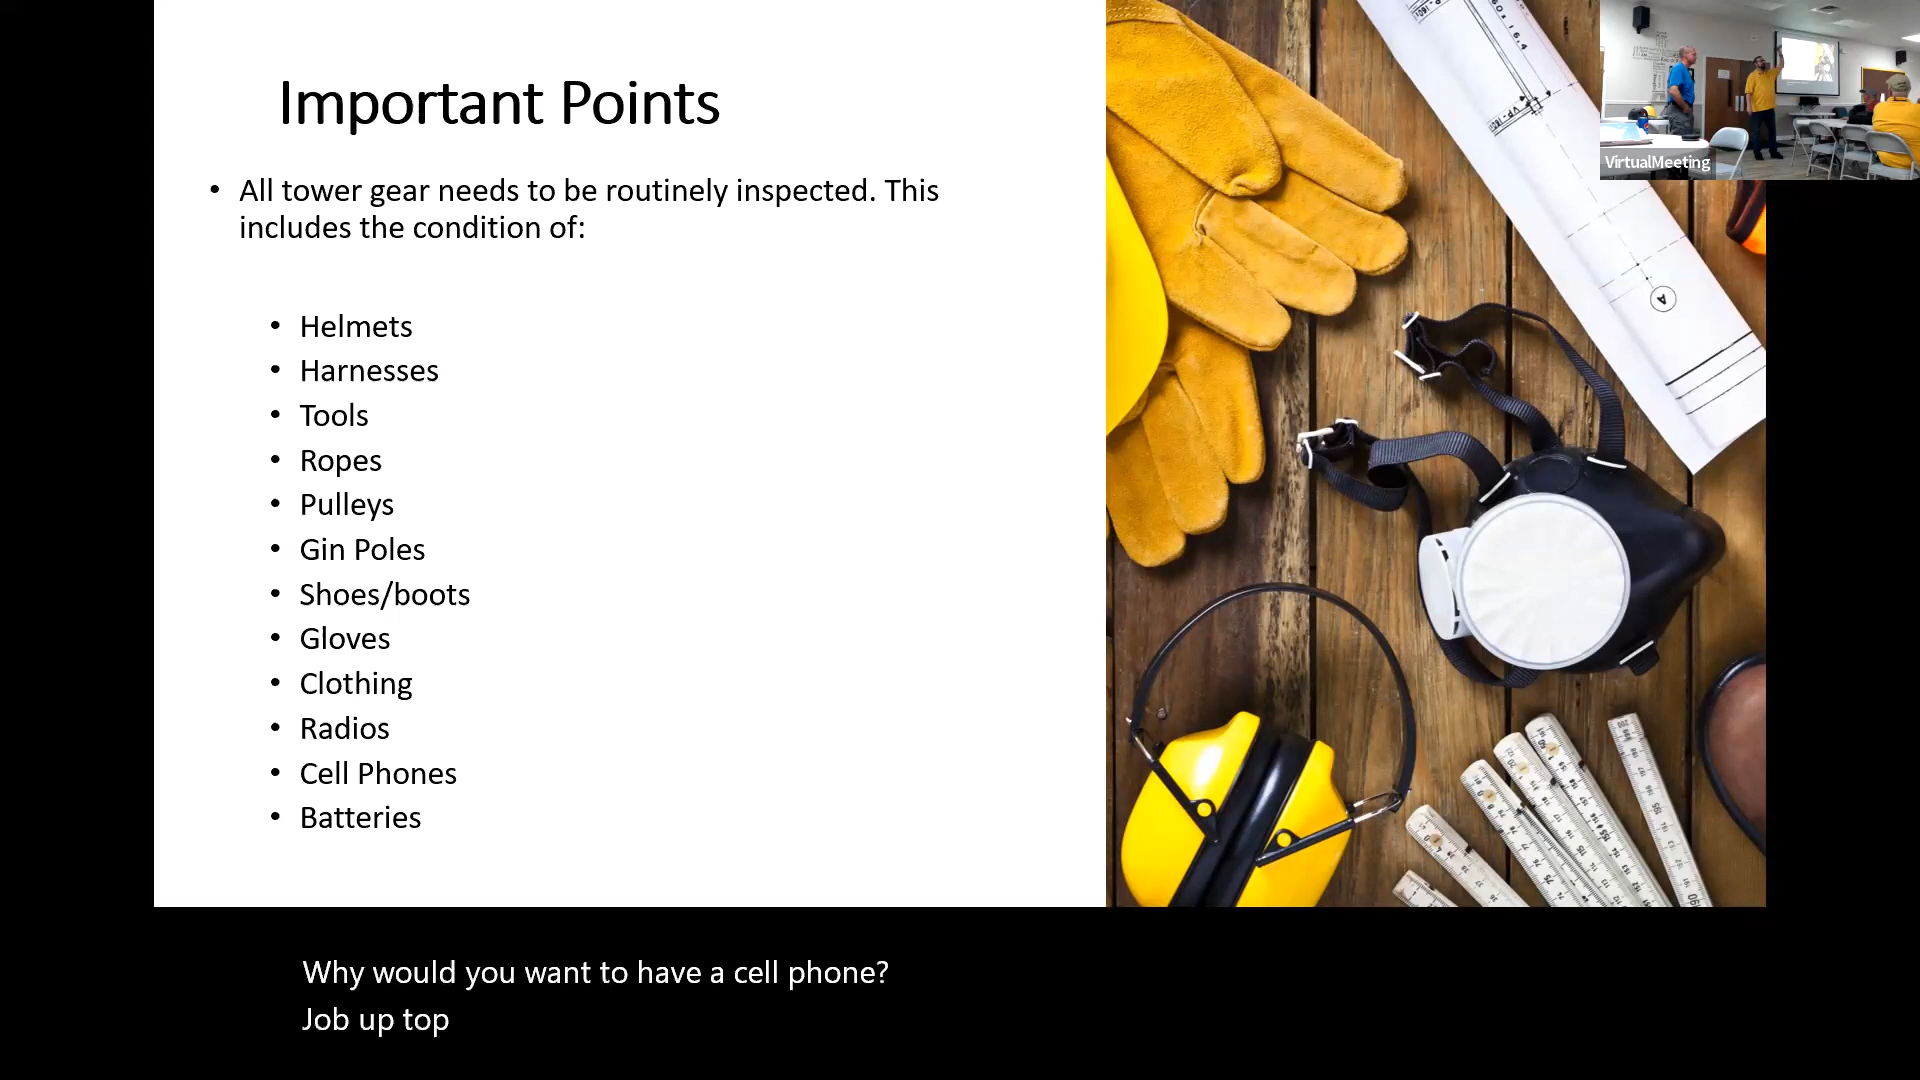 Important Points
• All tower gear needs to be routinely inspected. This
includes the condition of:
• Helmets
• Harnesses
• Tools
• Ropes
• Pulleys
• Gin Poles
• Shoes/boots
• Gloves
• Clothing
• Radios
• Cell Phones
• Batteries
VirtualMeeting
A
Why would you want to have a cell phone?
Job up top